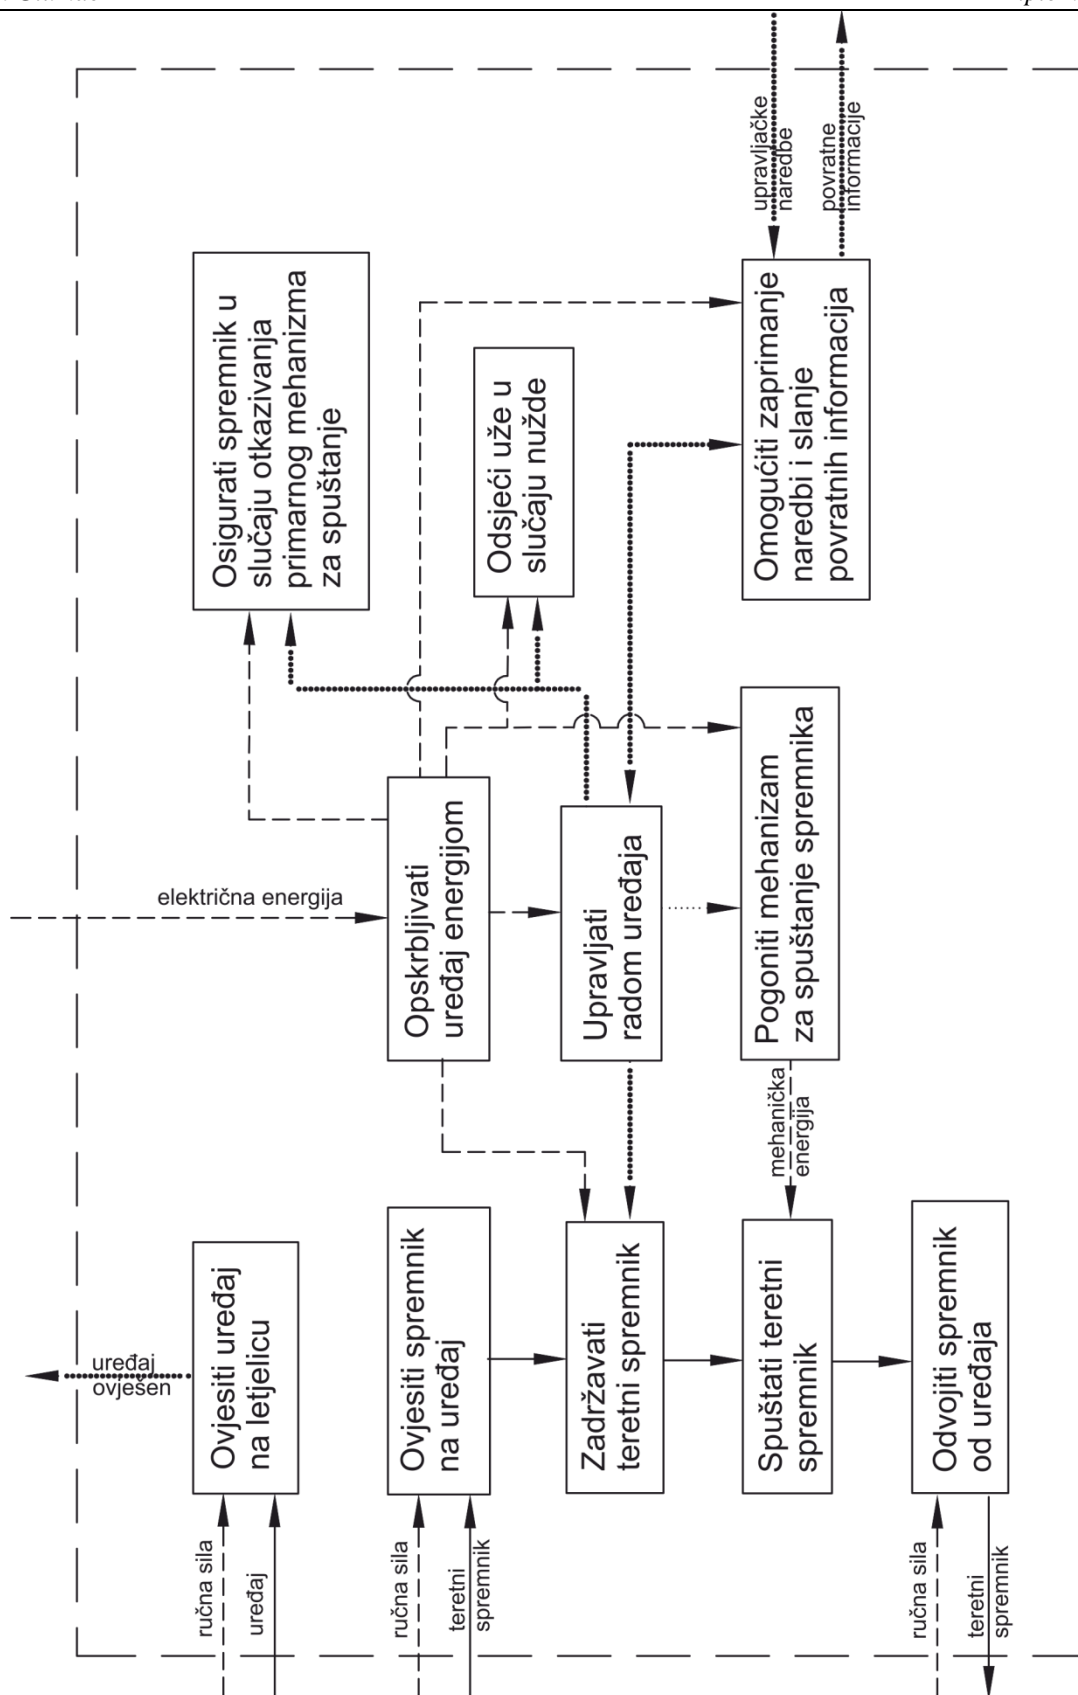 upravljačke
naredbe
povratne
informacije
Osigurati spremnik u
slučaju otkazivanja
primarnog mehanizma
za spuštanje
Odsjeći uže u
slučaju nužde
Omogućiti zaprimanje
naredbi i slanje
povratnih informacija
električna energija
Opskrbljivati
uređaj energijom
Upravljati
radom uređaja
Pogoniti mehanizam
za spuštanje spremnika
mehanička
energija
uređaj
ovješen
Ovjesiti uređaj
na letjelicu
Ovjesiti spremnik
na uređaj
Zadržavati
teretni spremnik
Spuštati teretni
spremnik
Odvojiti spremnik
od uređaja
ručna sila
uređaj
ručna sila
teretni
spremnik
ručna sila
teretni
spremnik